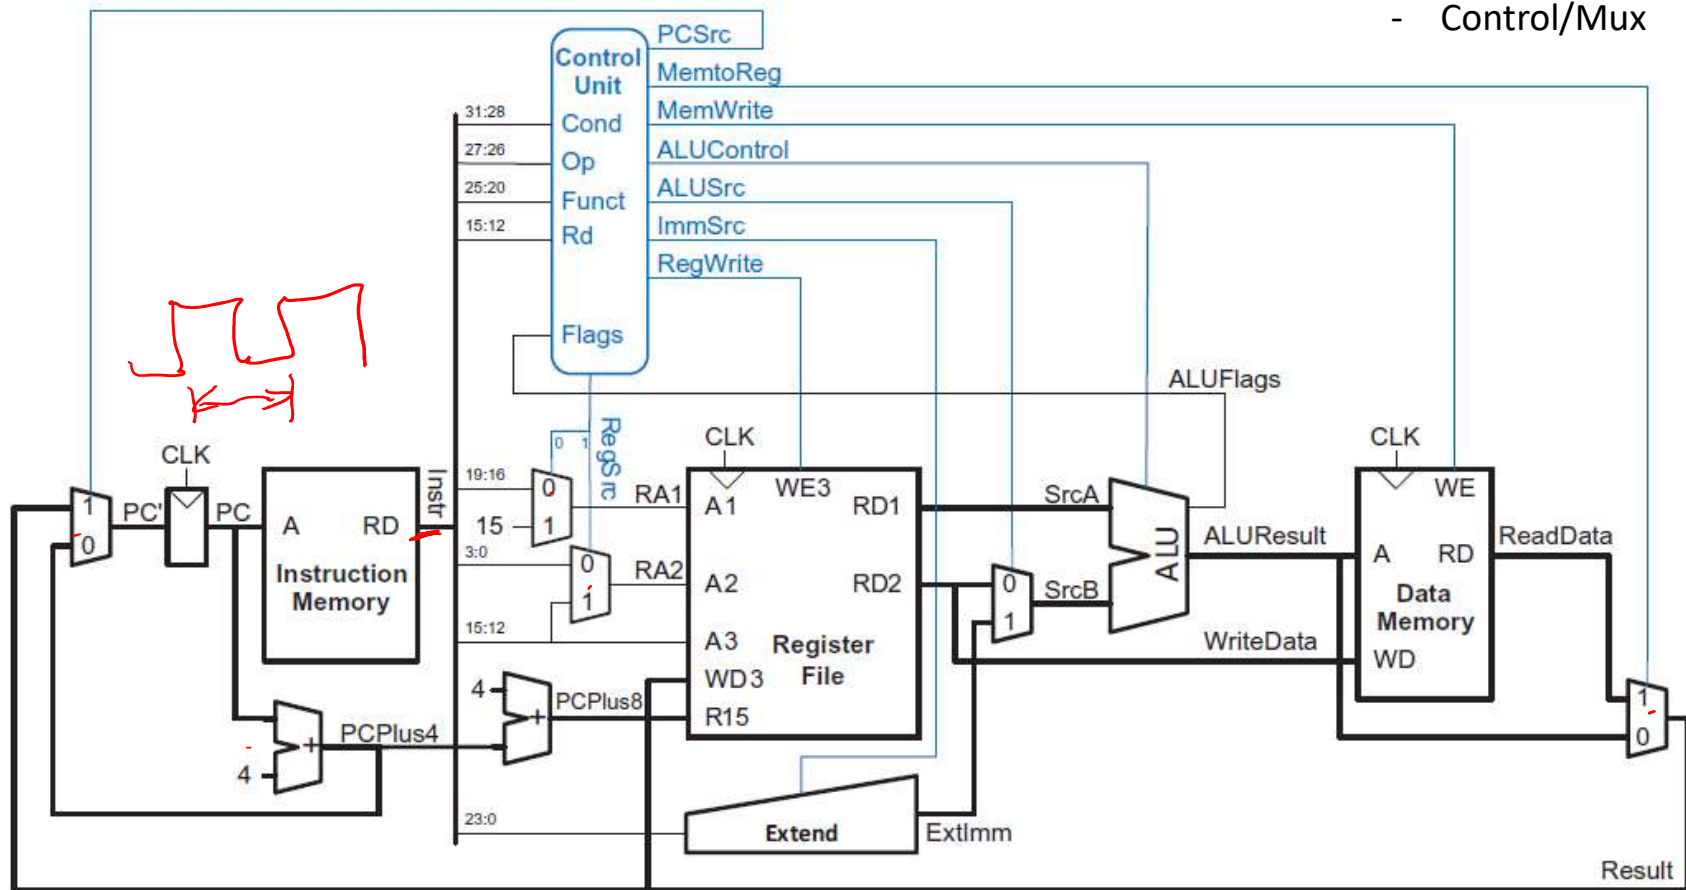 - Control/Mux
PCSrc
Control
Unit
MemtoReg
31:28
Cond
MemWrite
27:26
Op
ALUControl
25:20
Funct
ALUSrc
15:12
Rd
ImmSrc
RegWrite
Flags
ALUFlags
CLK
CLK
CLK
0 1
RegSrc
Instr
19:16
0
15
1
RA1
A1
WE3
RD1
SrcA
WE
1
0
PC'
PC
A
RD
Instruction
Memory
3:0
0
1
RA2
A2
RD2
0
1
SrcB
ALU
ALUResult
A
RD
Data
Memory
ReadData
15:12
A3
Register
File
WriteData
WD
WD3
4
+
PCPlus8
R15
1
0
4
+
PCPlus4
23:0
Extend
ExtImm
Result